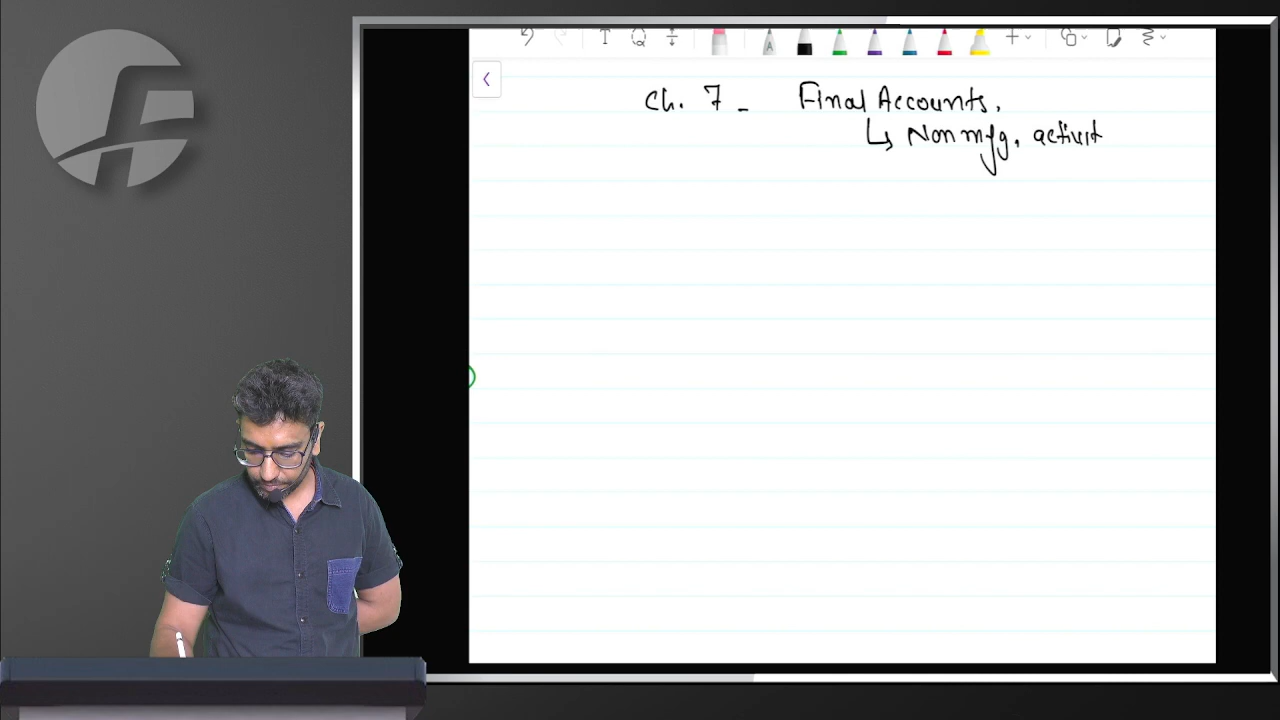 Ch. 7 - Final Accounts.
↳ Non mfg. activit